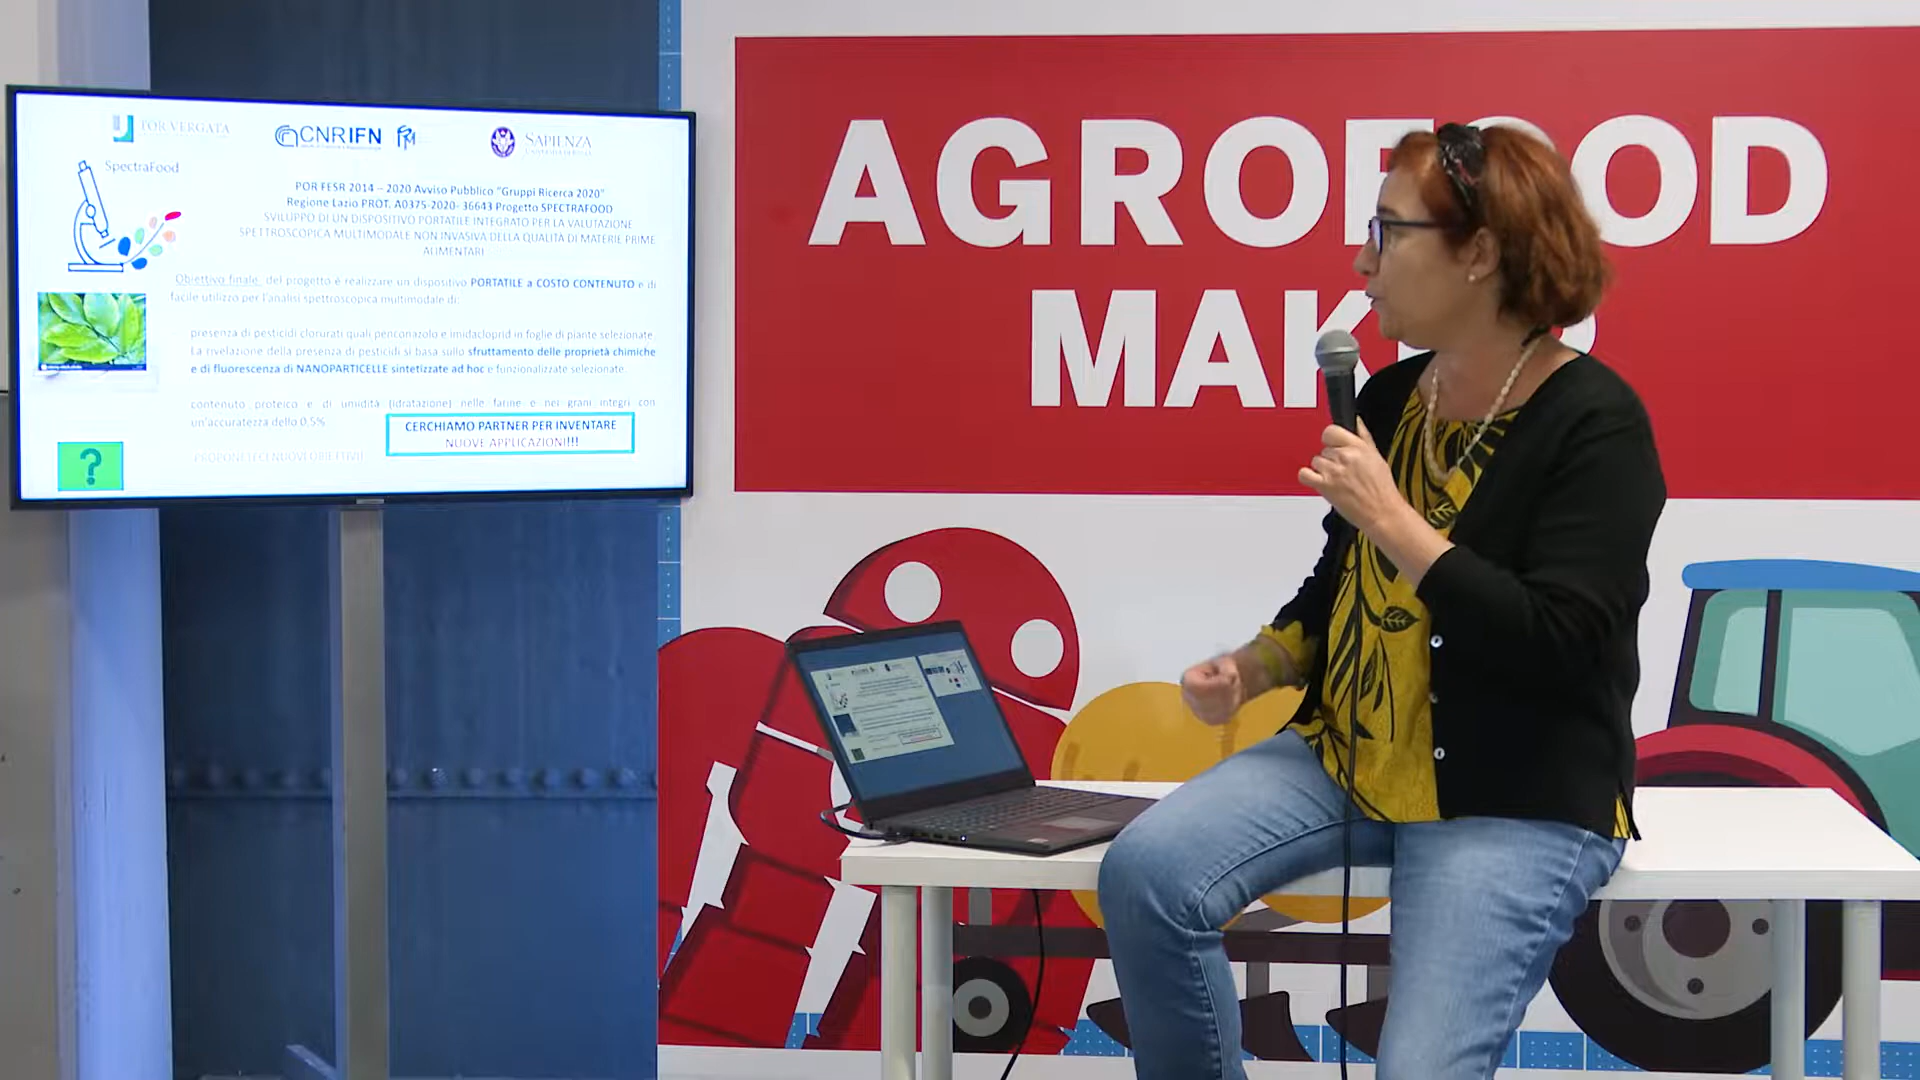 TOR VERGATA
CNRIFN
SAPIENZA
SpectraFood
POR FESR 2014 – 2020 Avviso Pubblico "Gruppi Ricerca 2020"
Regione Lazio PROT. A0375-2020- 36643 Progetto SPECTRAFOOD
SVILUPPO DI UN DISPOSITIVO PORTATILE INTEGRATO PER LA VALUTAZIONE
SPETTROSCOPICA MULTIMODALE NON INVASIVA DELLA QUALITÀ DI MATERIE PRIME
ALIMENTARI
Obiettivo finale del progetto è realizzare un dispositivo PORTATILE a COSTO CONTENUTO e di
facile utilizzo per l'analisi spettroscopica multimodale di:
presenza di pesticidi clorurati quali penconazolo e imidacloprid in foglie di piante selezionate.
La rivelazione della presenza di pesticidi si basa sullo sfruttamento delle proprietà chimiche
e di fluorescenza di NANOPARTICELLE sintetizzate ad hoc e funzionalizzate selezionate.
contenuto proteico e di umidità (idratazione) nelle farine e nei grani integri con
un'accuratezza dello 0.5%
CERCHIAMO PARTNER PER INVENTARE
NUOVE APPLICAZIONI!!!
PROPONETECI NUOVI OBIETTIVI!
?
AGROFOOD
MAK